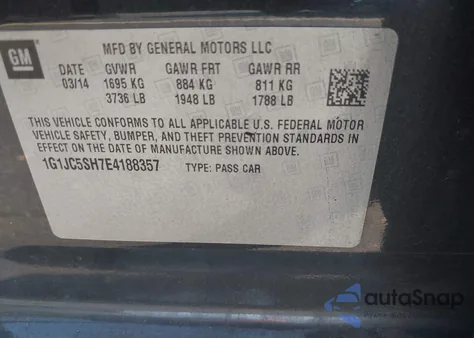 GM
MFD BY GENERAL MOTORS LLC
DATE GVWR GAWR FRT GAWR RR
03/14 1695 KG 884 KG 811 KG
3736 LB 1948 LB 1788 LB
THIS VEHICLE CONFORMS TO ALL APPLICABLE U.S. FEDERAL MOTOR
VEHICLE SAFETY, BUMPER, AND THEFT PREVENTION STANDARDS IN
EFFECT ON THE DATE OF MANUFACTURE SHOWN ABOVE.
1G1JC5SH7E4188357 TYPE: PASS CAR
autoSnap